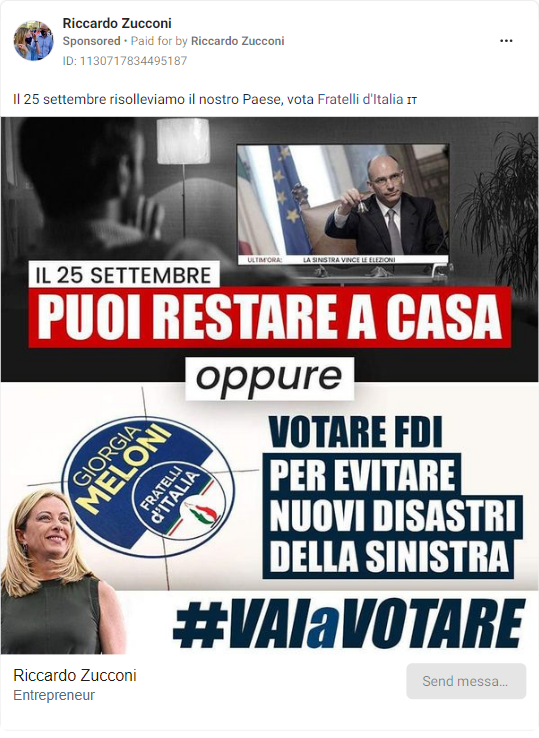 Riccardo Zucconi
Sponsored • Paid for by Riccardo Zucconi
ID: 1130717834495187
Il 25 settembre risolleviamo il nostro Paese, vota Fratelli d'Italia IT
ULTIM'ORA: LA SINISTRA VINCE LE ELEZIONI
IL 25 SETTEMBRE
PUOI RESTARE A CASA
oppure
GIORGIA
MELONI
FRATELLI
d'ITALIA
VOTARE FDI
PER EVITARE
NUOVI DISASTRI
DELLA SINISTRA
#VAIaVOTARE
Riccardo Zucconi
Entrepreneur
Send messa...